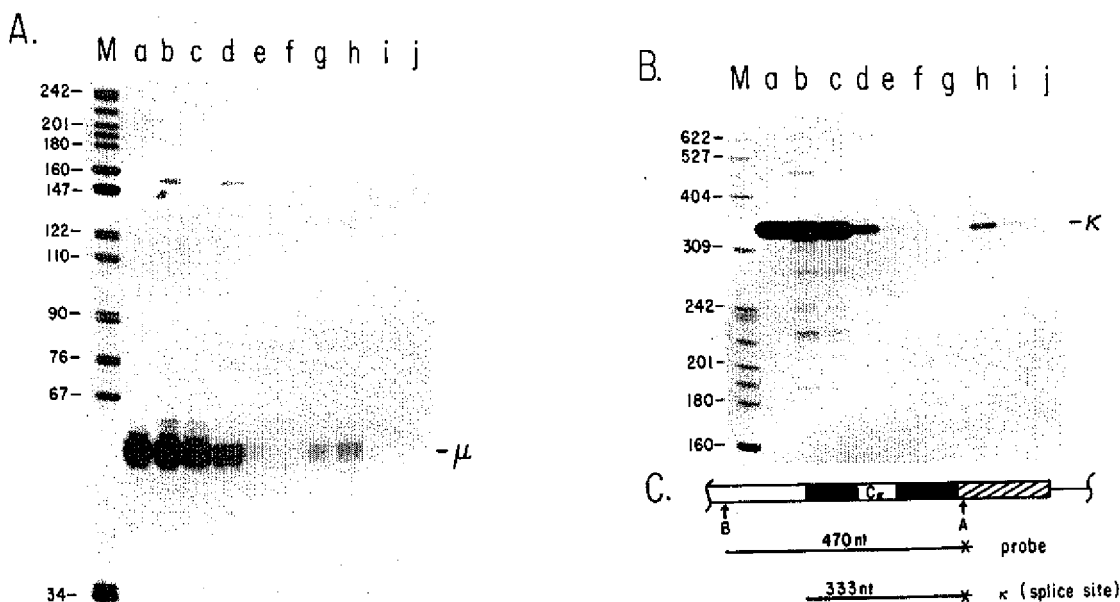 A.
M a b c d e f g h i j
242–
201–
180–
160–
147–
122–
110–
90–
76–
67–
34–
-μ
B.
M a b c d e f g h i j
622–
527–
404–
309–
242–
201–
180–
160–
-κ
C.
Cκ
B
A
470nt
probe
333nt
κ (splice site)